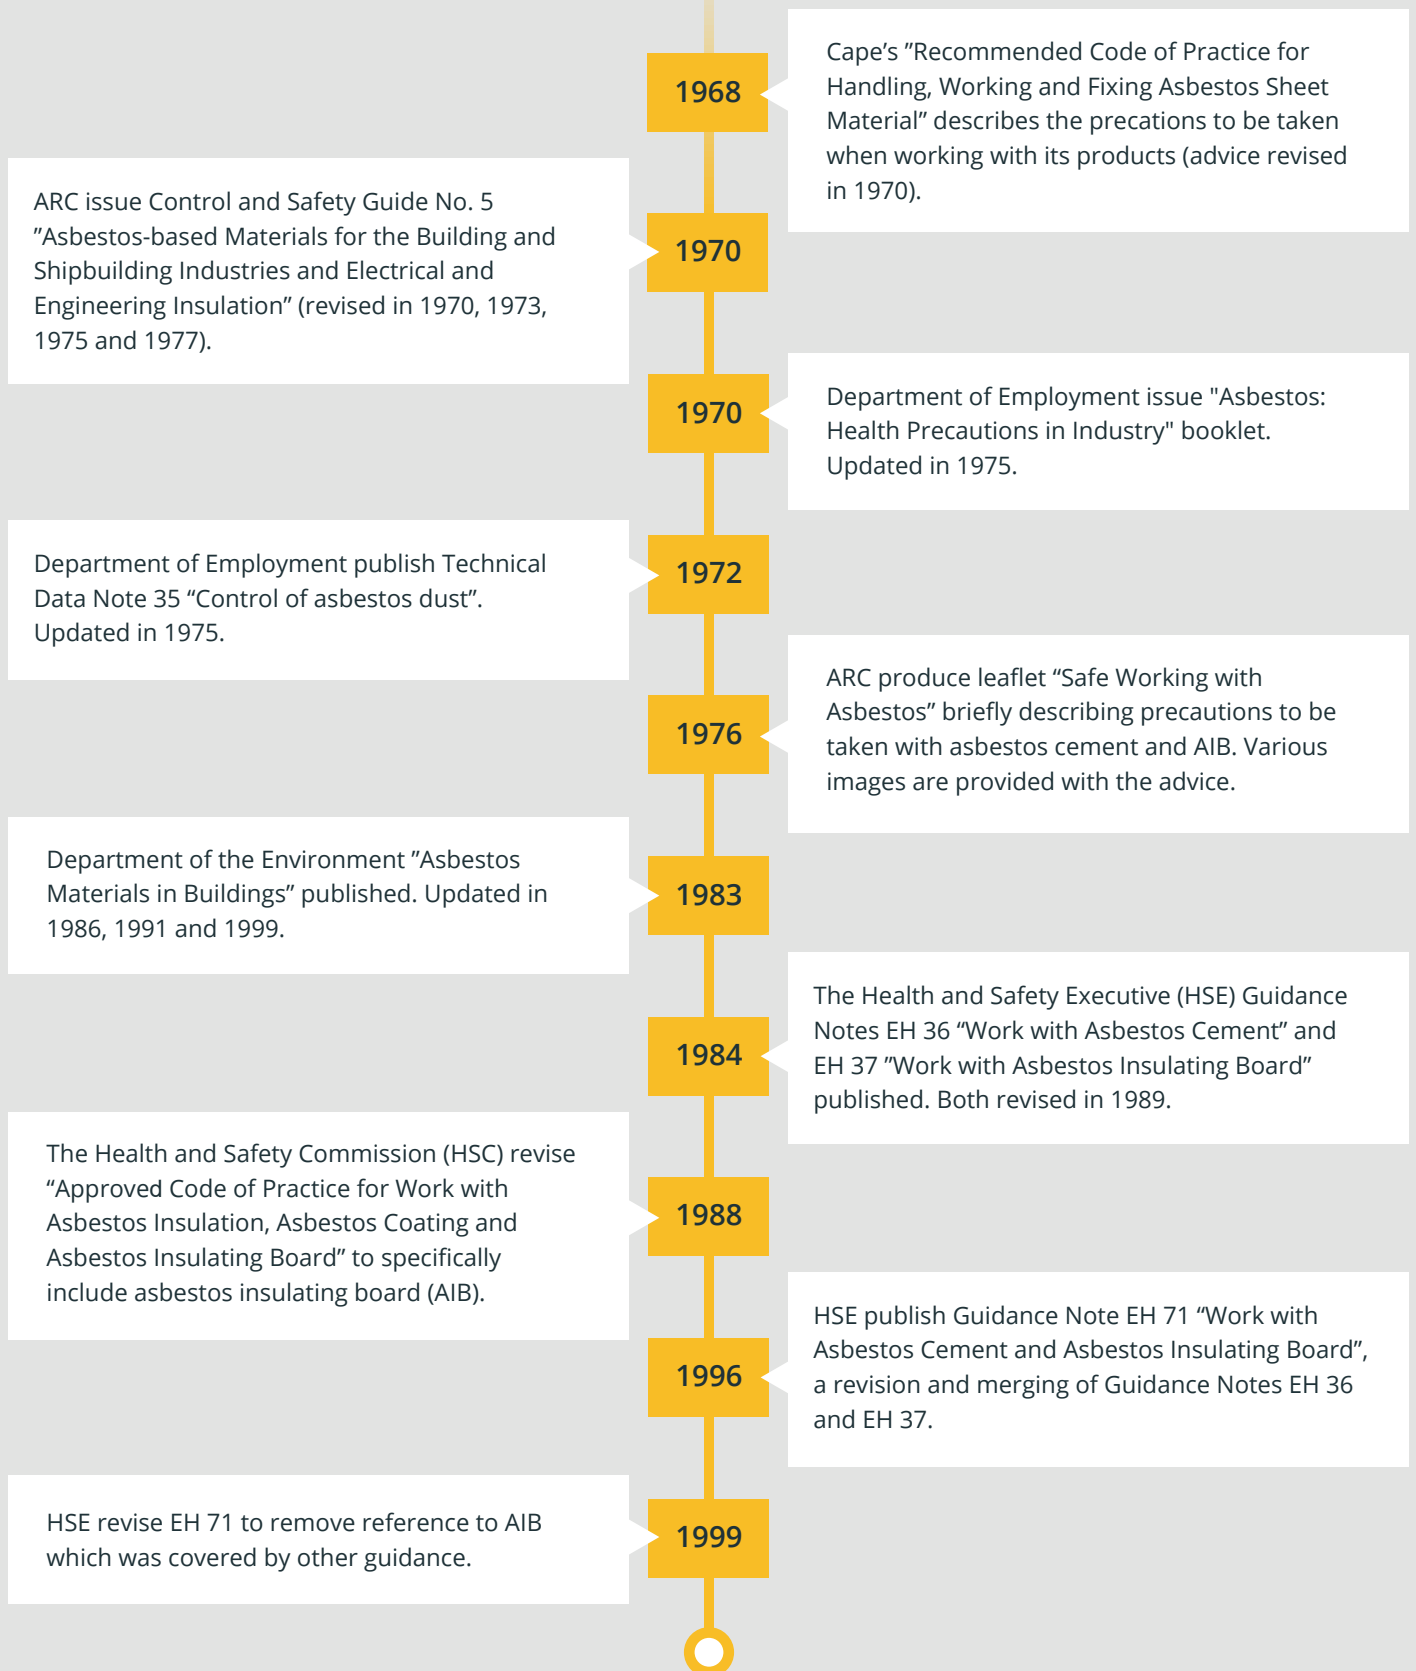 1968
Cape’s ”Recommended Code of Practice for
Handling, Working and Fixing Asbestos Sheet
Material” describes the precations to be taken
when working with its products (advice revised
in 1970).
ARC issue Control and Safety Guide No. 5
”Asbestos-based Materials for the Building and
Shipbuilding Industries and Electrical and
Engineering Insulation” (revised in 1970, 1973,
1975 and 1977).
1970
1970
Department of Employment issue "Asbestos:
Health Precautions in Industry" booklet.
Updated in 1975.
Department of Employment publish Technical
Data Note 35 “Control of asbestos dust”.
Updated in 1975.
1972
1976
ARC produce leaflet “Safe Working with
Asbestos” briefly describing precautions to be
taken with asbestos cement and AIB. Various
images are provided with the advice.
Department of the Environment ”Asbestos
Materials in Buildings” published. Updated in
1986, 1991 and 1999.
1983
1984
The Health and Safety Executive (HSE) Guidance
Notes EH 36 “Work with Asbestos Cement” and
EH 37 ”Work with Asbestos Insulating Board”
published. Both revised in 1989.
The Health and Safety Commission (HSC) revise
“Approved Code of Practice for Work with
Asbestos Insulation, Asbestos Coating and
Asbestos Insulating Board” to specifically
include asbestos insulating board (AIB).
1988
1996
HSE publish Guidance Note EH 71 “Work with
Asbestos Cement and Asbestos Insulating Board”,
a revision and merging of Guidance Notes EH 36
and EH 37.
HSE revise EH 71 to remove reference to AIB
which was covered by other guidance.
1999